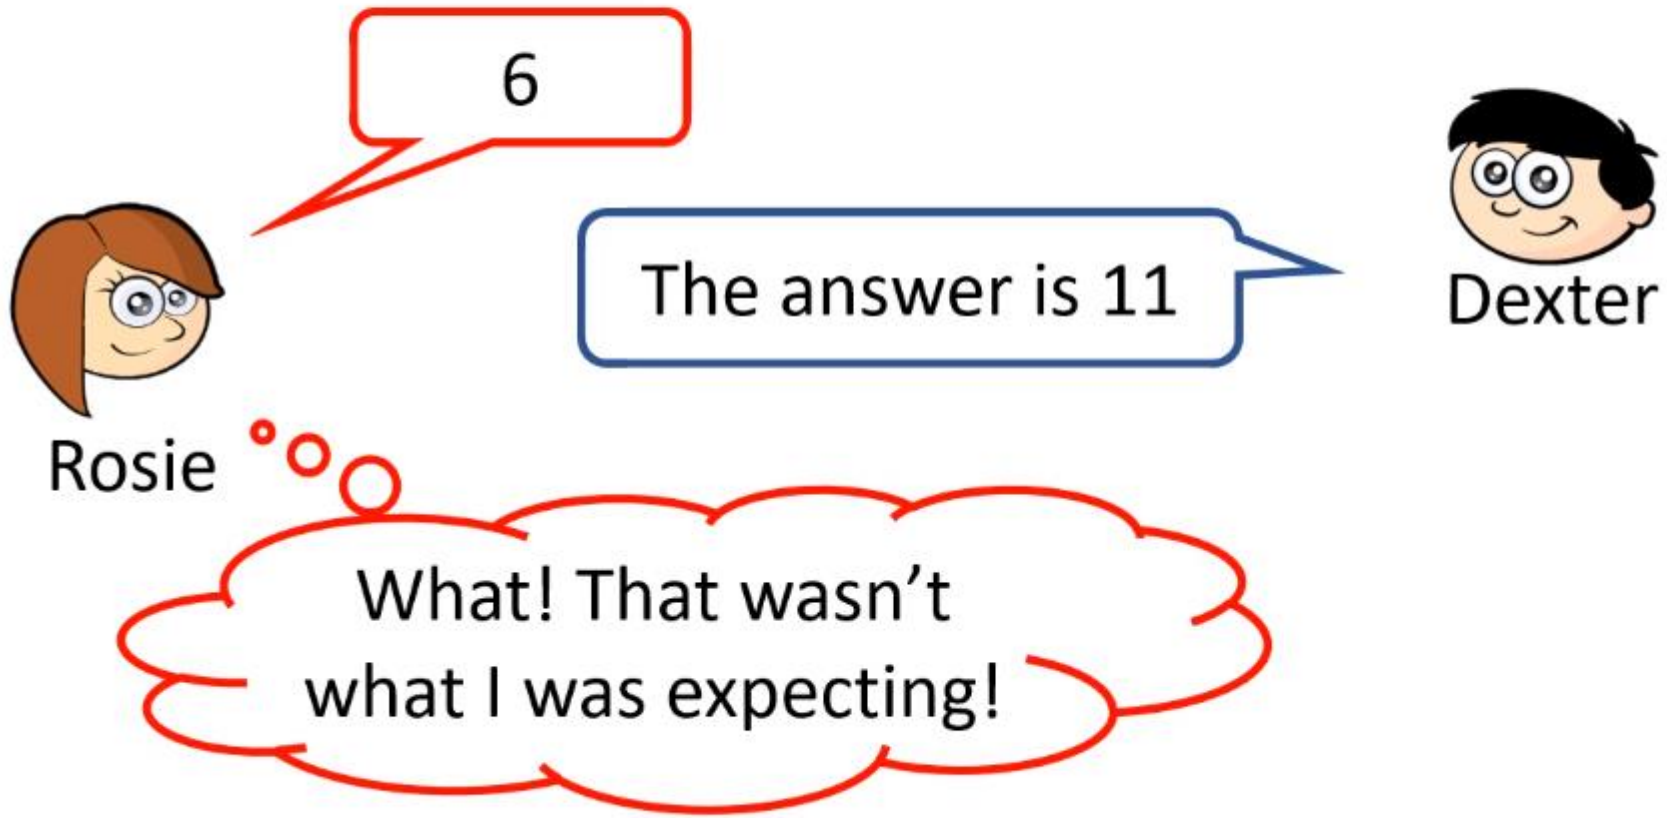 6
The answer is 11
Dexter
Rosie
What! That wasn’t
what I was expecting!